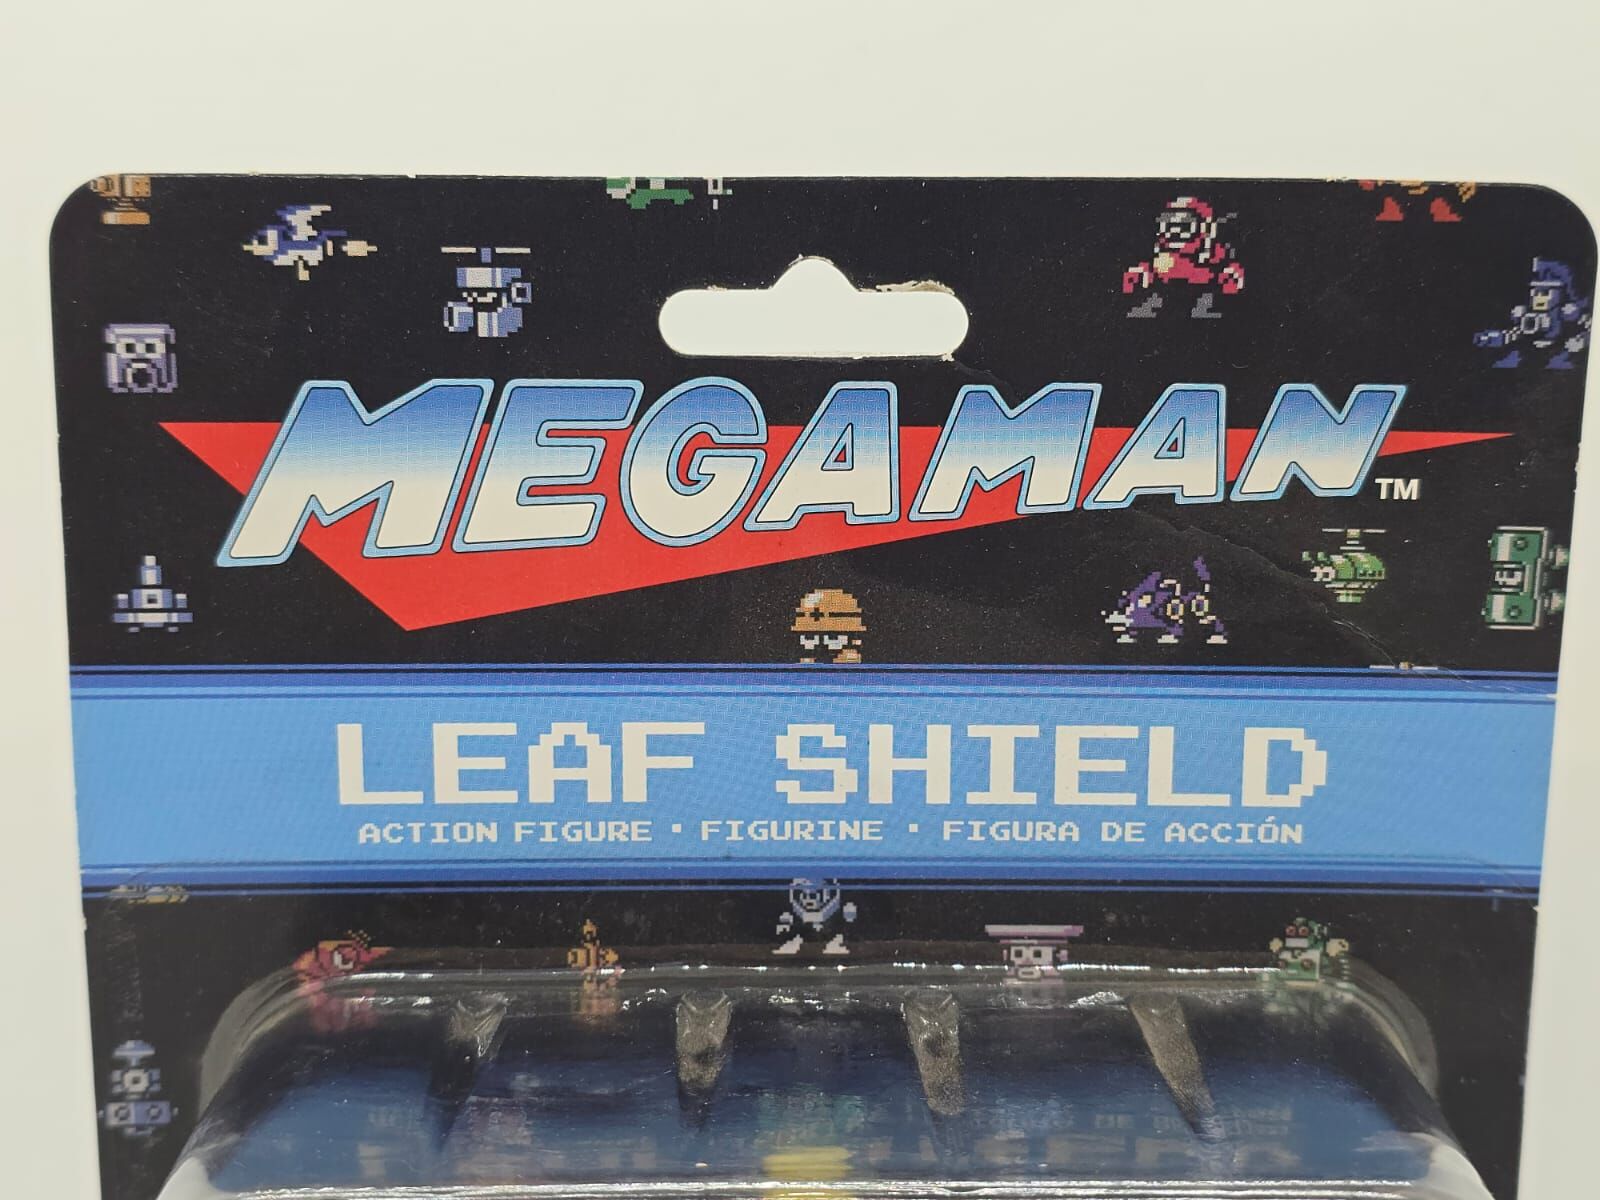 MEGAMAN TM
LEAF SHIELD
ACTION FIGURE · FIGURINE · FIGURA DE ACCIÓN